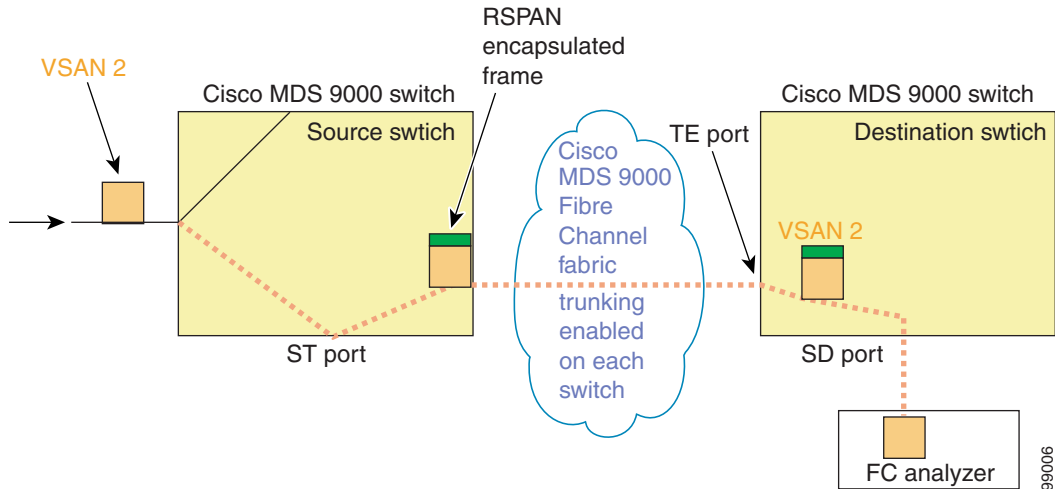 RSPAN
encapsulated
frame
VSAN 2
Cisco MDS 9000 switch
Source swtich
ST port
Cisco
MDS 9000
Fibre
Channel
fabric
trunking
enabled
on each
switch
TE port
Cisco MDS 9000 switch
Destination swtich
VSAN 2
SD port
FC analyzer
99006